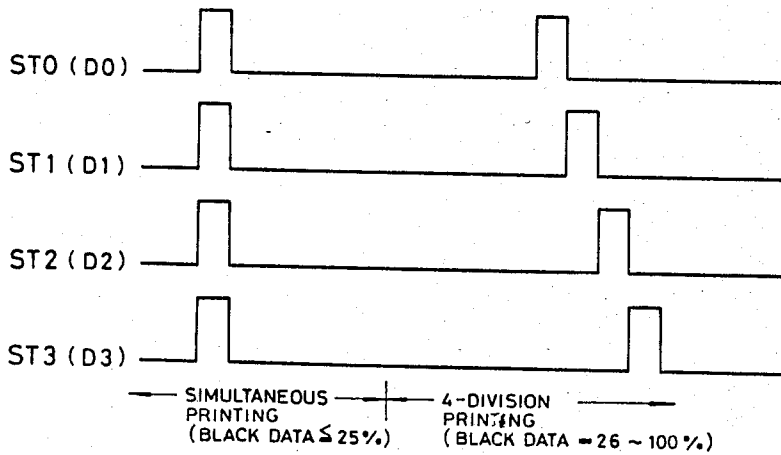 ST0 (D0)
ST1 (D1)
ST2 (D2)
ST3 (D3)
SIMULTANEOUS
PRINTING
(BLACK DATA ≦ 25%)
4-DIVISION
PRINTING
(BLACK DATA = 26 ~ 100%)